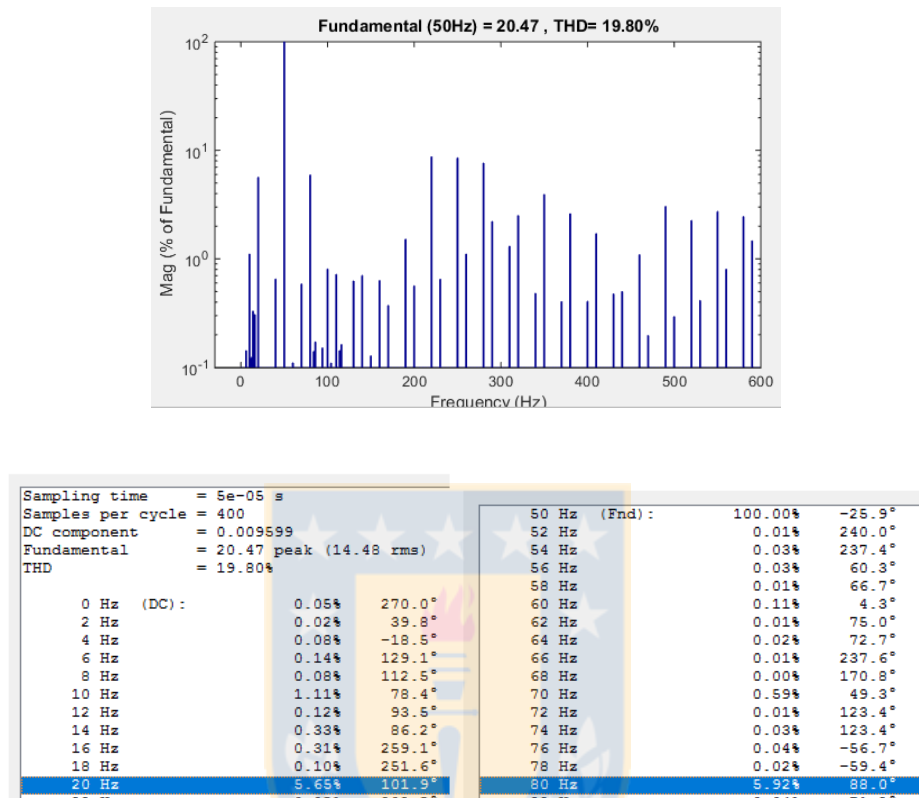 Fundamental (50Hz) = 20.47 , THD= 19.80%
Mag (% of Fundamental)
10^2
10^1
10^0
10^-1
0 100 200 300 400 500 600
Frequency (Hz)
Sampling time = 5e-05 s
Samples per cycle = 400
DC component = 0.009599
Fundamental = 20.47 peak (14.48 rms)
THD = 19.80%
0 Hz (DC): 0.05% 270.0°
2 Hz 0.02% 39.8°
4 Hz 0.08% -18.5°
6 Hz 0.14% 129.1°
8 Hz 0.08% 112.5°
10 Hz 1.11% 78.4°
12 Hz 0.12% 93.5°
14 Hz 0.33% 86.2°
16 Hz 0.31% 259.1°
18 Hz 0.10% 251.6°
20 Hz 5.65% 101.9°
50 Hz (Fnd): 100.00% -25.9°
52 Hz 0.01% 240.0°
54 Hz 0.03% 237.4°
56 Hz 0.03% 60.3°
58 Hz 0.01% 66.7°
60 Hz 0.11% 4.3°
62 Hz 0.01% 75.0°
64 Hz 0.02% 72.7°
66 Hz 0.01% 237.6°
68 Hz 0.00% 170.8°
70 Hz 0.59% 49.3°
72 Hz 0.01% 123.4°
74 Hz 0.03% 123.4°
76 Hz 0.04% -56.7°
78 Hz 0.02% -59.4°
80 Hz 5.92% 88.0°